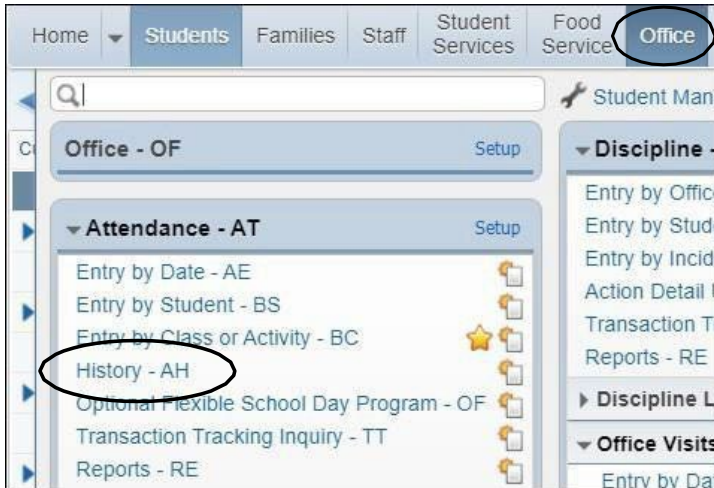 Home Students Families Staff Student Services Food Service Office
Student Man
Office - OF Setup
Attendance - AT Setup
Entry by Date - AE
Entry by Student - BS
Entry by Class or Activity - BC
History - AH
Optional Flexible School Day Program - OF
Transaction Tracking Inquiry - TT
Reports - RE
Discipline -
Entry by Offic
Entry by Stud
Entry by Incid
Action Detail
Transaction T
Reports - RE
Discipline L
Office Visits
Entry by Da